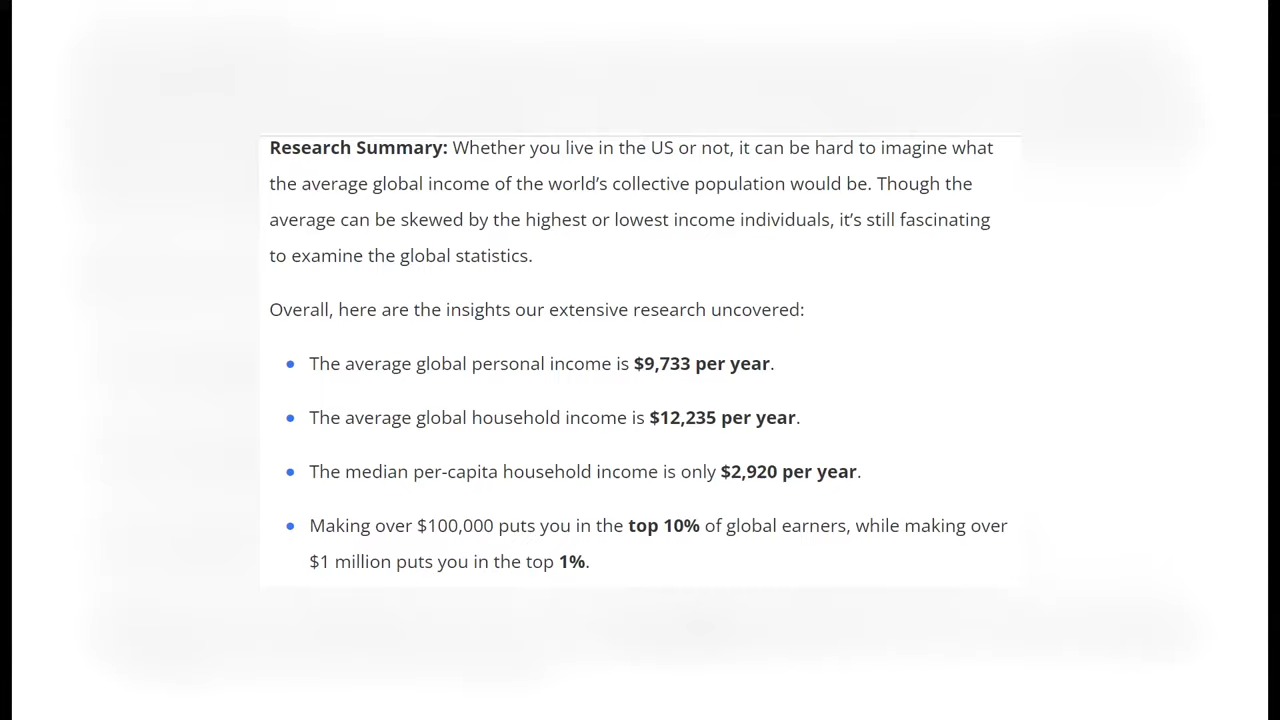 Research Summary: Whether you live in the US or not, it can be hard to imagine what
the average global income of the world’s collective population would be. Though the
average can be skewed by the highest or lowest income individuals, it’s still fascinating
to examine the global statistics.
Overall, here are the insights our extensive research uncovered:
• The average global personal income is $9,733 per year.
• The average global household income is $12,235 per year.
• The median per-capita household income is only $2,920 per year.
• Making over $100,000 puts you in the top 10% of global earners, while making over
$1 million puts you in the top 1%.